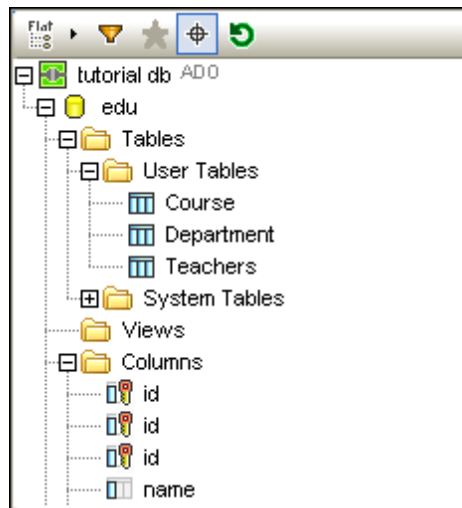 Flat
tutorial db ADO
edu
Tables
User Tables
Course
Department
Teachers
System Tables
Views
Columns
id
id
id
name